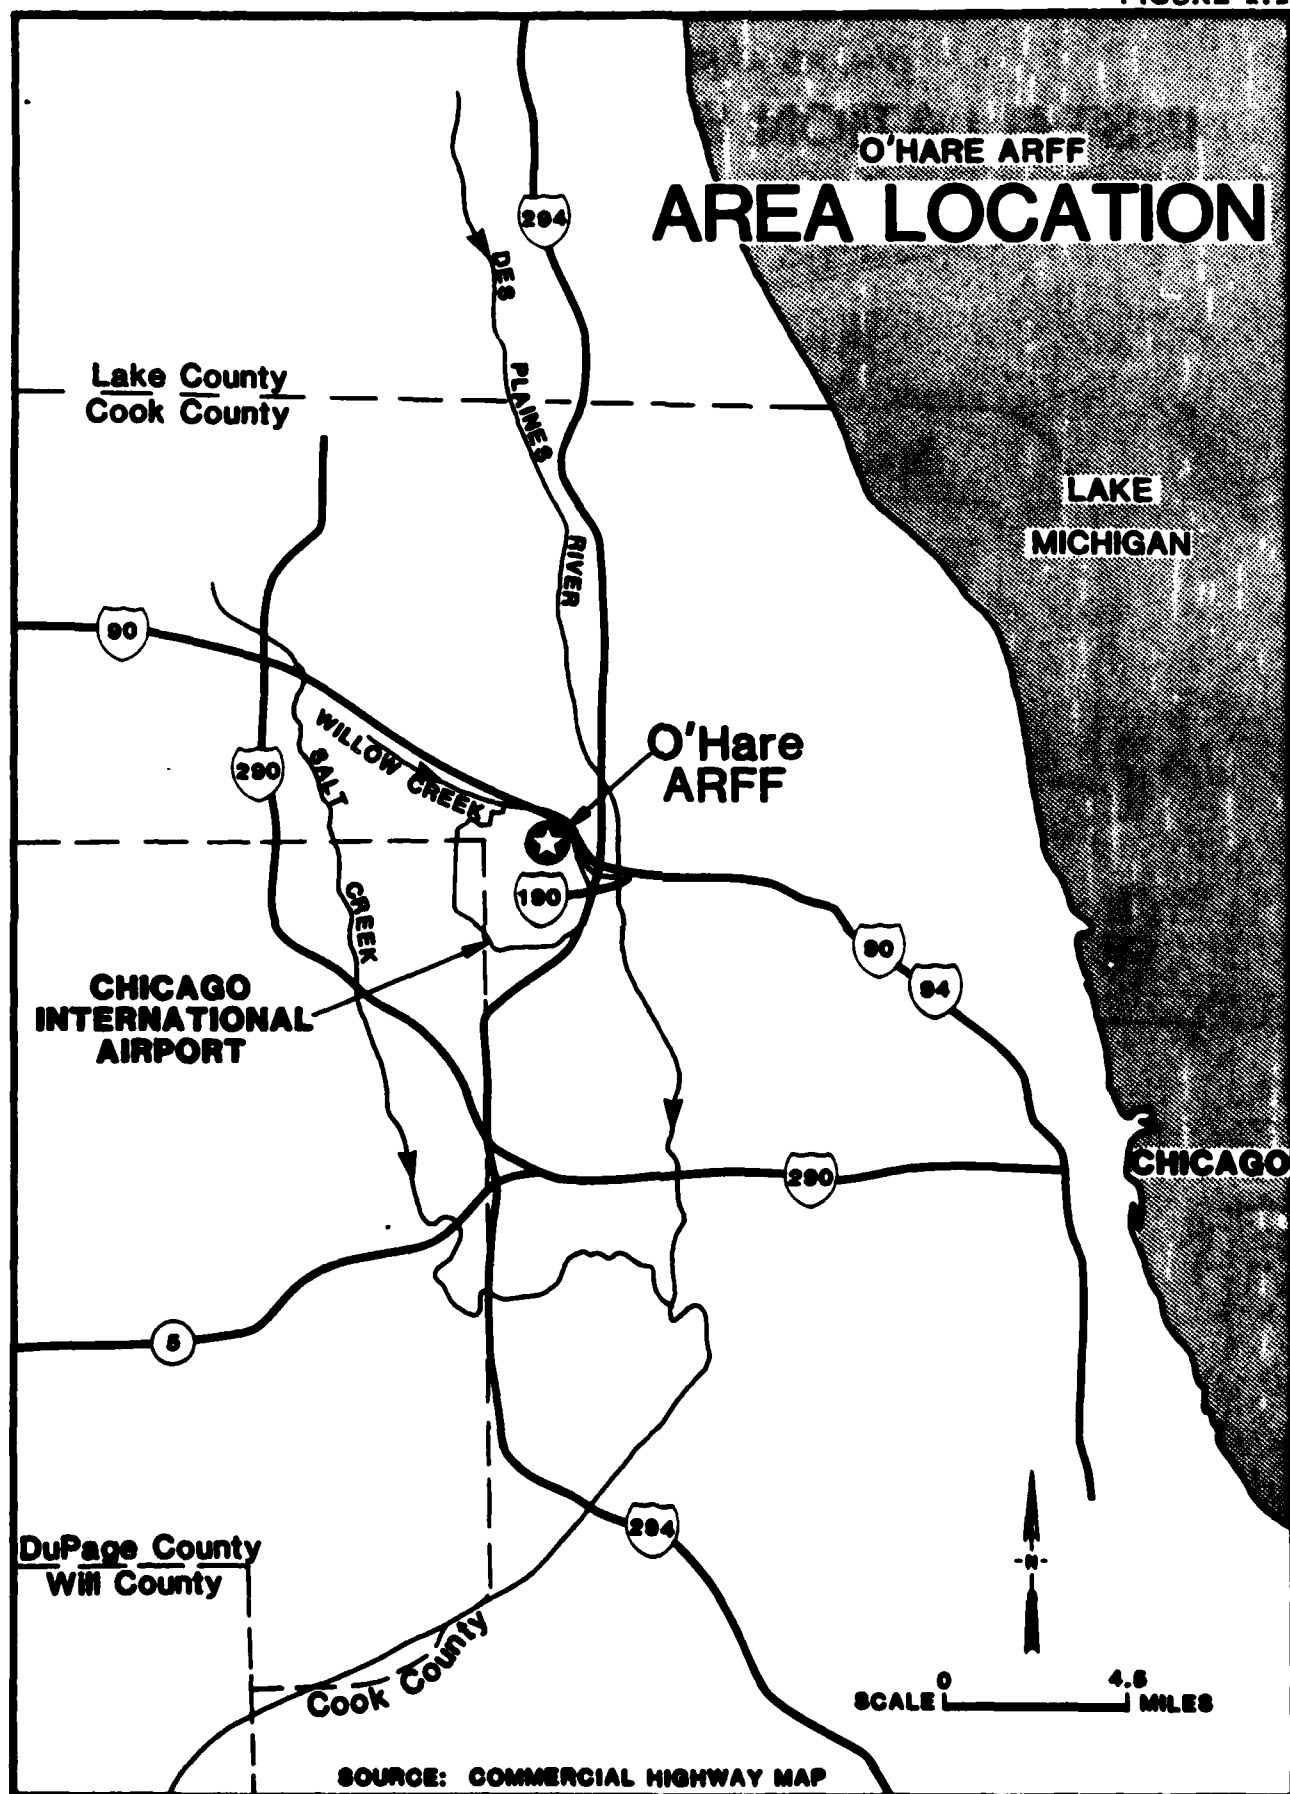 O'HARE ARFF
AREA LOCATION
294
DES
PLAINES
RIVER
Lake County
Cook County
LAKE
MICHIGAN
90
WILLOW CREEK
SALT
CREEK
290
O'Hare
ARFF
190
90
94
CHICAGO
INTERNATIONAL
AIRPORT
CHICAGO
290
5
294
DuPage County
Will County
Cook County
-N-
0 4.5
SCALE MILES
SOURCE: COMMERCIAL HIGHWAY MAP